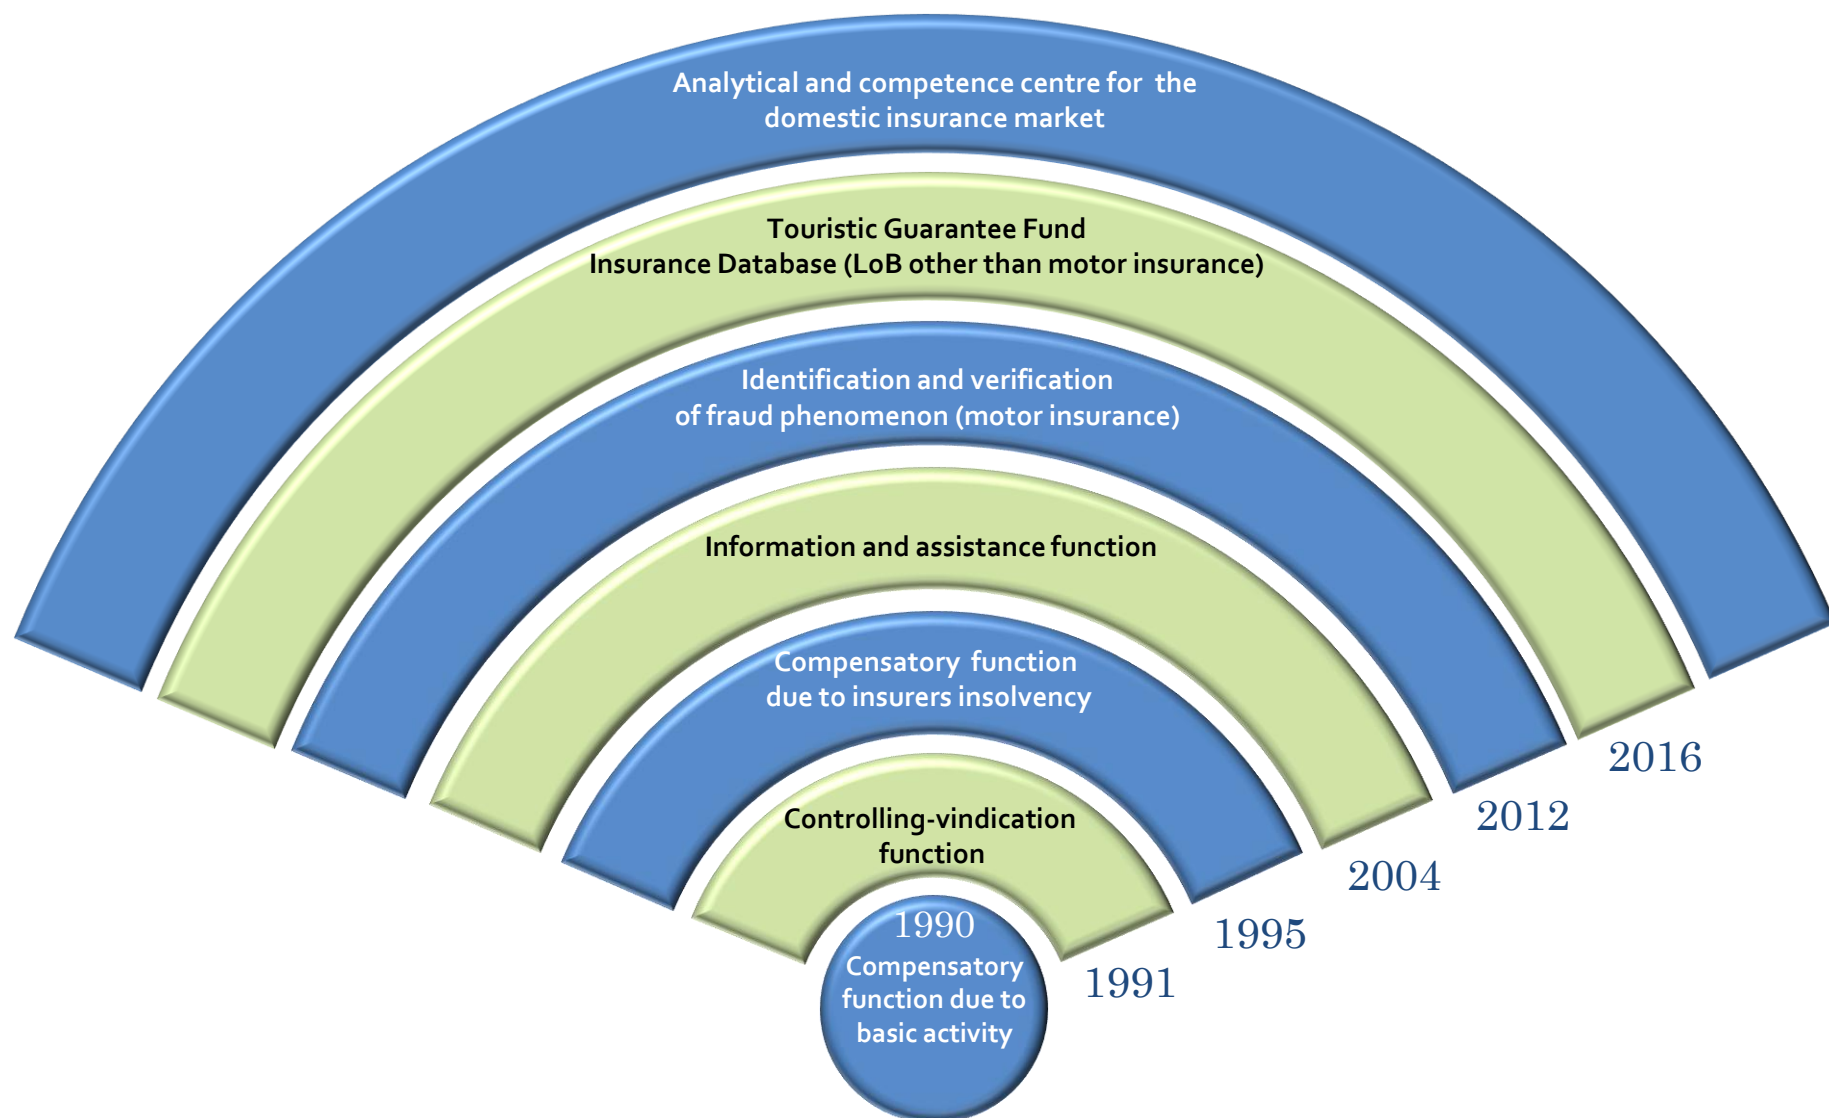 Analytical and competence centre for the
domestic insurance market
Touristic Guarantee Fund
Insurance Database (LoB other than motor insurance)
Identification and verification
of fraud phenomenon (motor insurance)
Information and assistance function
Compensatory function
due to insurers insolvency
Controlling-vindication
function
1990
Compensatory
function due to
basic activity
1991
1995
2004
2012
2016